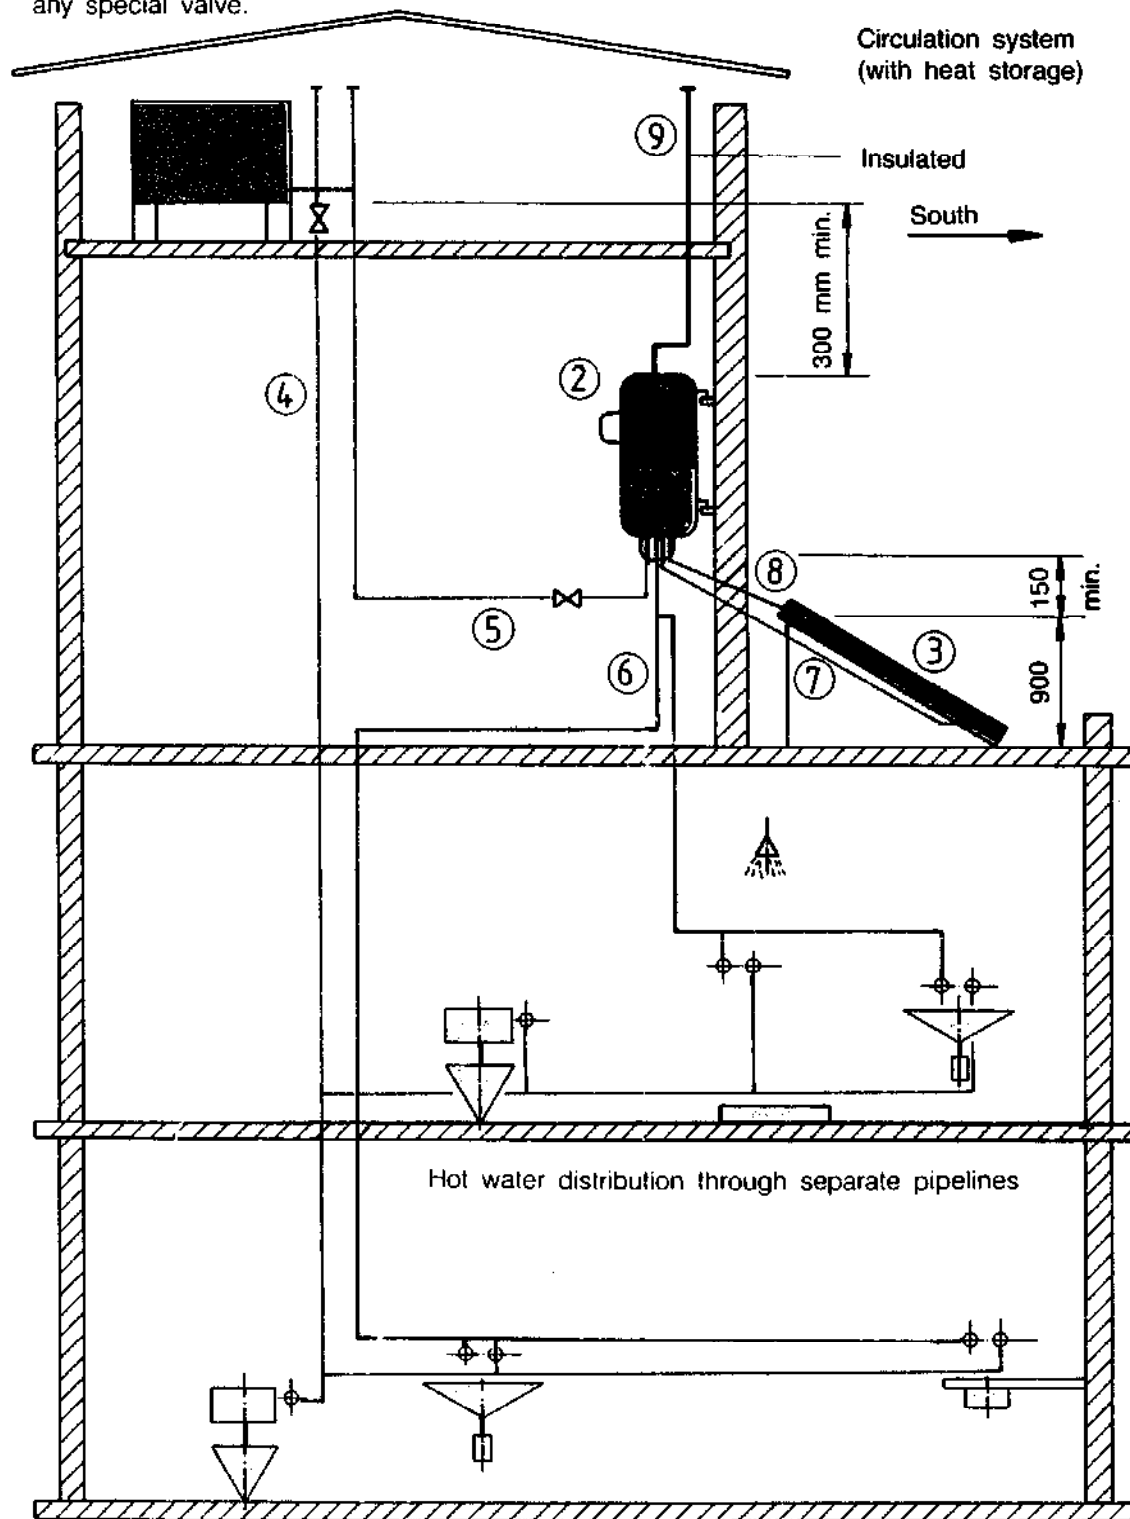 any special valve.
Circulation system
(with heat storage)
9
Insulated
South
300 mm min.
2
4
8
150
min.
5
3
6
7
900
Hot water distribution through separate pipelines